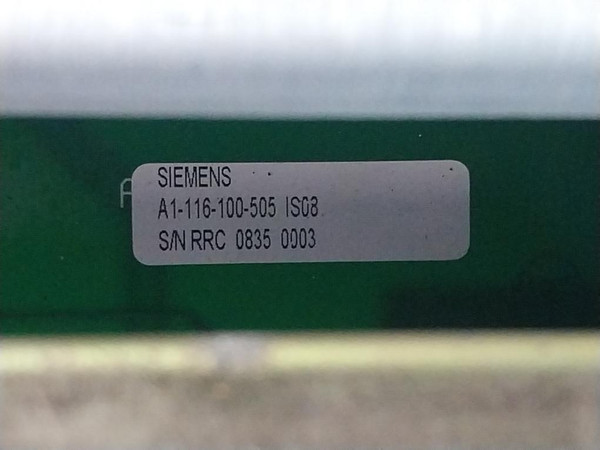 SIEMENS
A1-116-100-505 IS08
S/N RRC 0835 0003